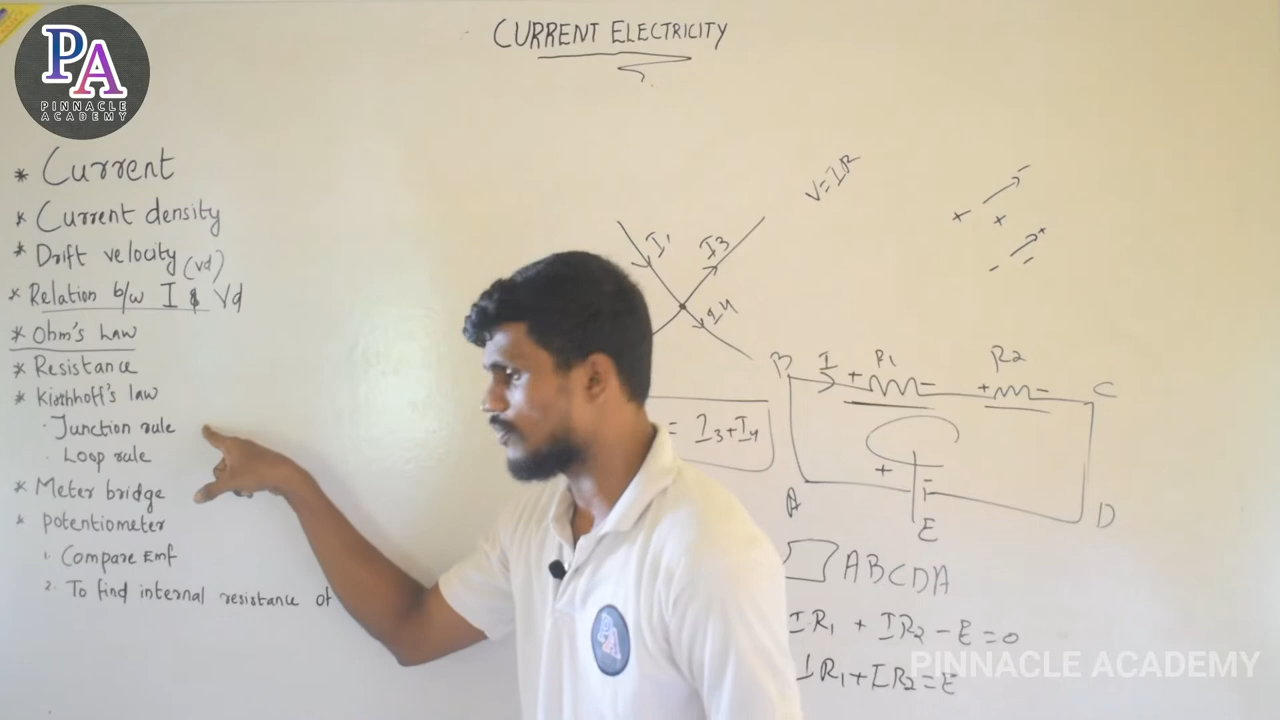 PA
PINNACLE
ACADEMY
CURRENT ELECTRICITY
* Current
* Current density
* Drift velocity (vd)
* Relation b/w I & Vd
* Ohm's Law
* Resistance
* Kirchhoff's law
· Junction rule
· Loop rule
* Meter bridge
* potentiometer
1. Compare Emf
2. To find internal resistance of
V=IR
I1
I3
I4
= I3+I4
B I + R1 - + R2 - C
A + - E D
ABCDA
IR1 + IR2 - E = 0
IR1 + IR2 = E
PA
PINNACLE ACADEMY